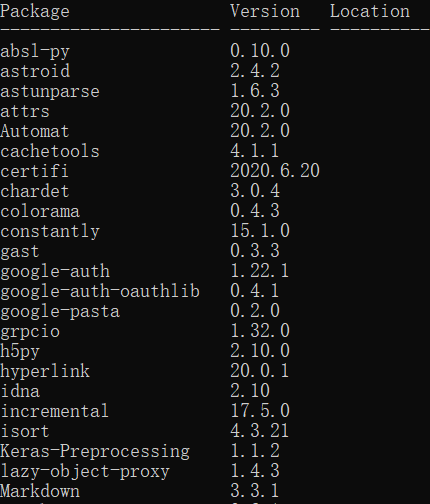 Package Version Location
---------------------- --------- ----------
absl-py 0.10.0
astroid 2.4.2
astunparse 1.6.3
attrs 20.2.0
Automat 20.2.0
cachetools 4.1.1
certifi 2020.6.20
chardet 3.0.4
colorama 0.4.3
constantly 15.1.0
gast 0.3.3
google-auth 1.22.1
google-auth-oauthlib 0.4.1
google-pasta 0.2.0
grpcio 1.32.0
h5py 2.10.0
hyperlink 20.0.1
idna 2.10
incremental 17.5.0
isort 4.3.21
Keras-Preprocessing 1.1.2
lazy-object-proxy 1.4.3
Markdown 3.3.1